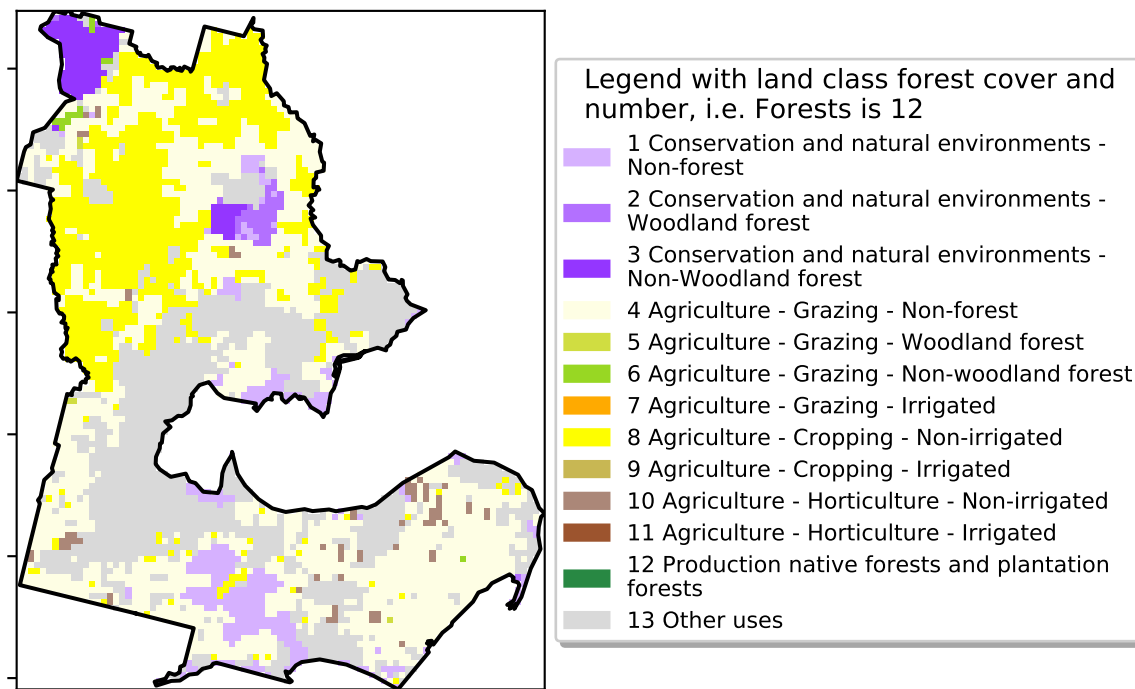 Legend with land class forest cover and
number, i.e. Forests is 12
1 Conservation and natural environments -
Non-forest
2 Conservation and natural environments -
Woodland forest
3 Conservation and natural environments -
Non-Woodland forest
4 Agriculture - Grazing - Non-forest
5 Agriculture - Grazing - Woodland forest
6 Agriculture - Grazing - Non-woodland forest
7 Agriculture - Grazing - Irrigated
8 Agriculture - Cropping - Non-irrigated
9 Agriculture - Cropping - Irrigated
10 Agriculture - Horticulture - Non-irrigated
11 Agriculture - Horticulture - Irrigated
12 Production native forests and plantation
forests
13 Other uses